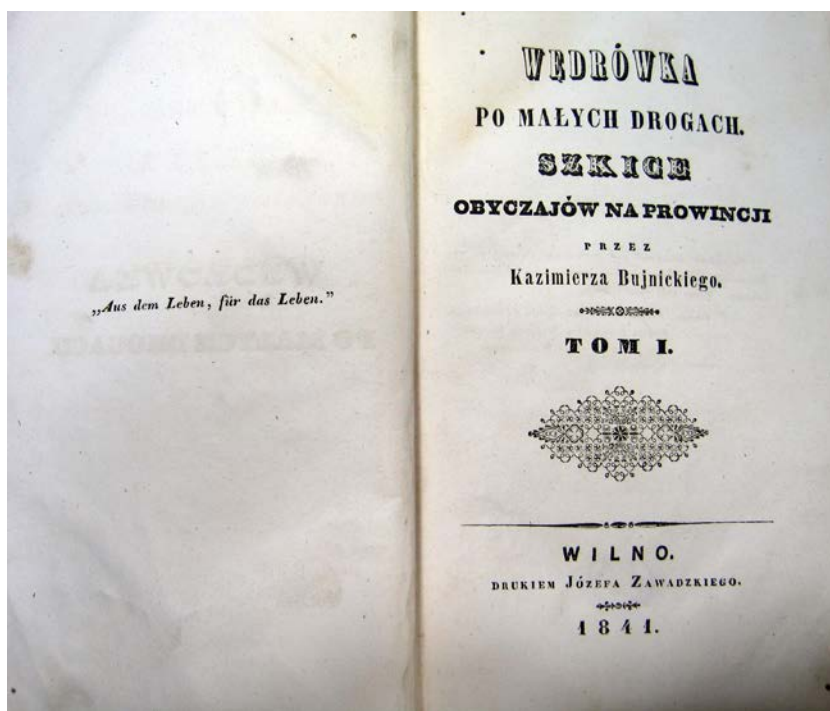 „Aus dem Leben, für das Leben.”
WĘDRÓWKA
PO MAŁYCH DROGACH.
SZKICE
OBYCZAJÓW NA PROWINCJI
PRZEZ
Kazimierza Bujnickiego.
TOM I.
WILNO.
DRUKIEM JÓZEFA ZAWADZKIEGO.
1841.